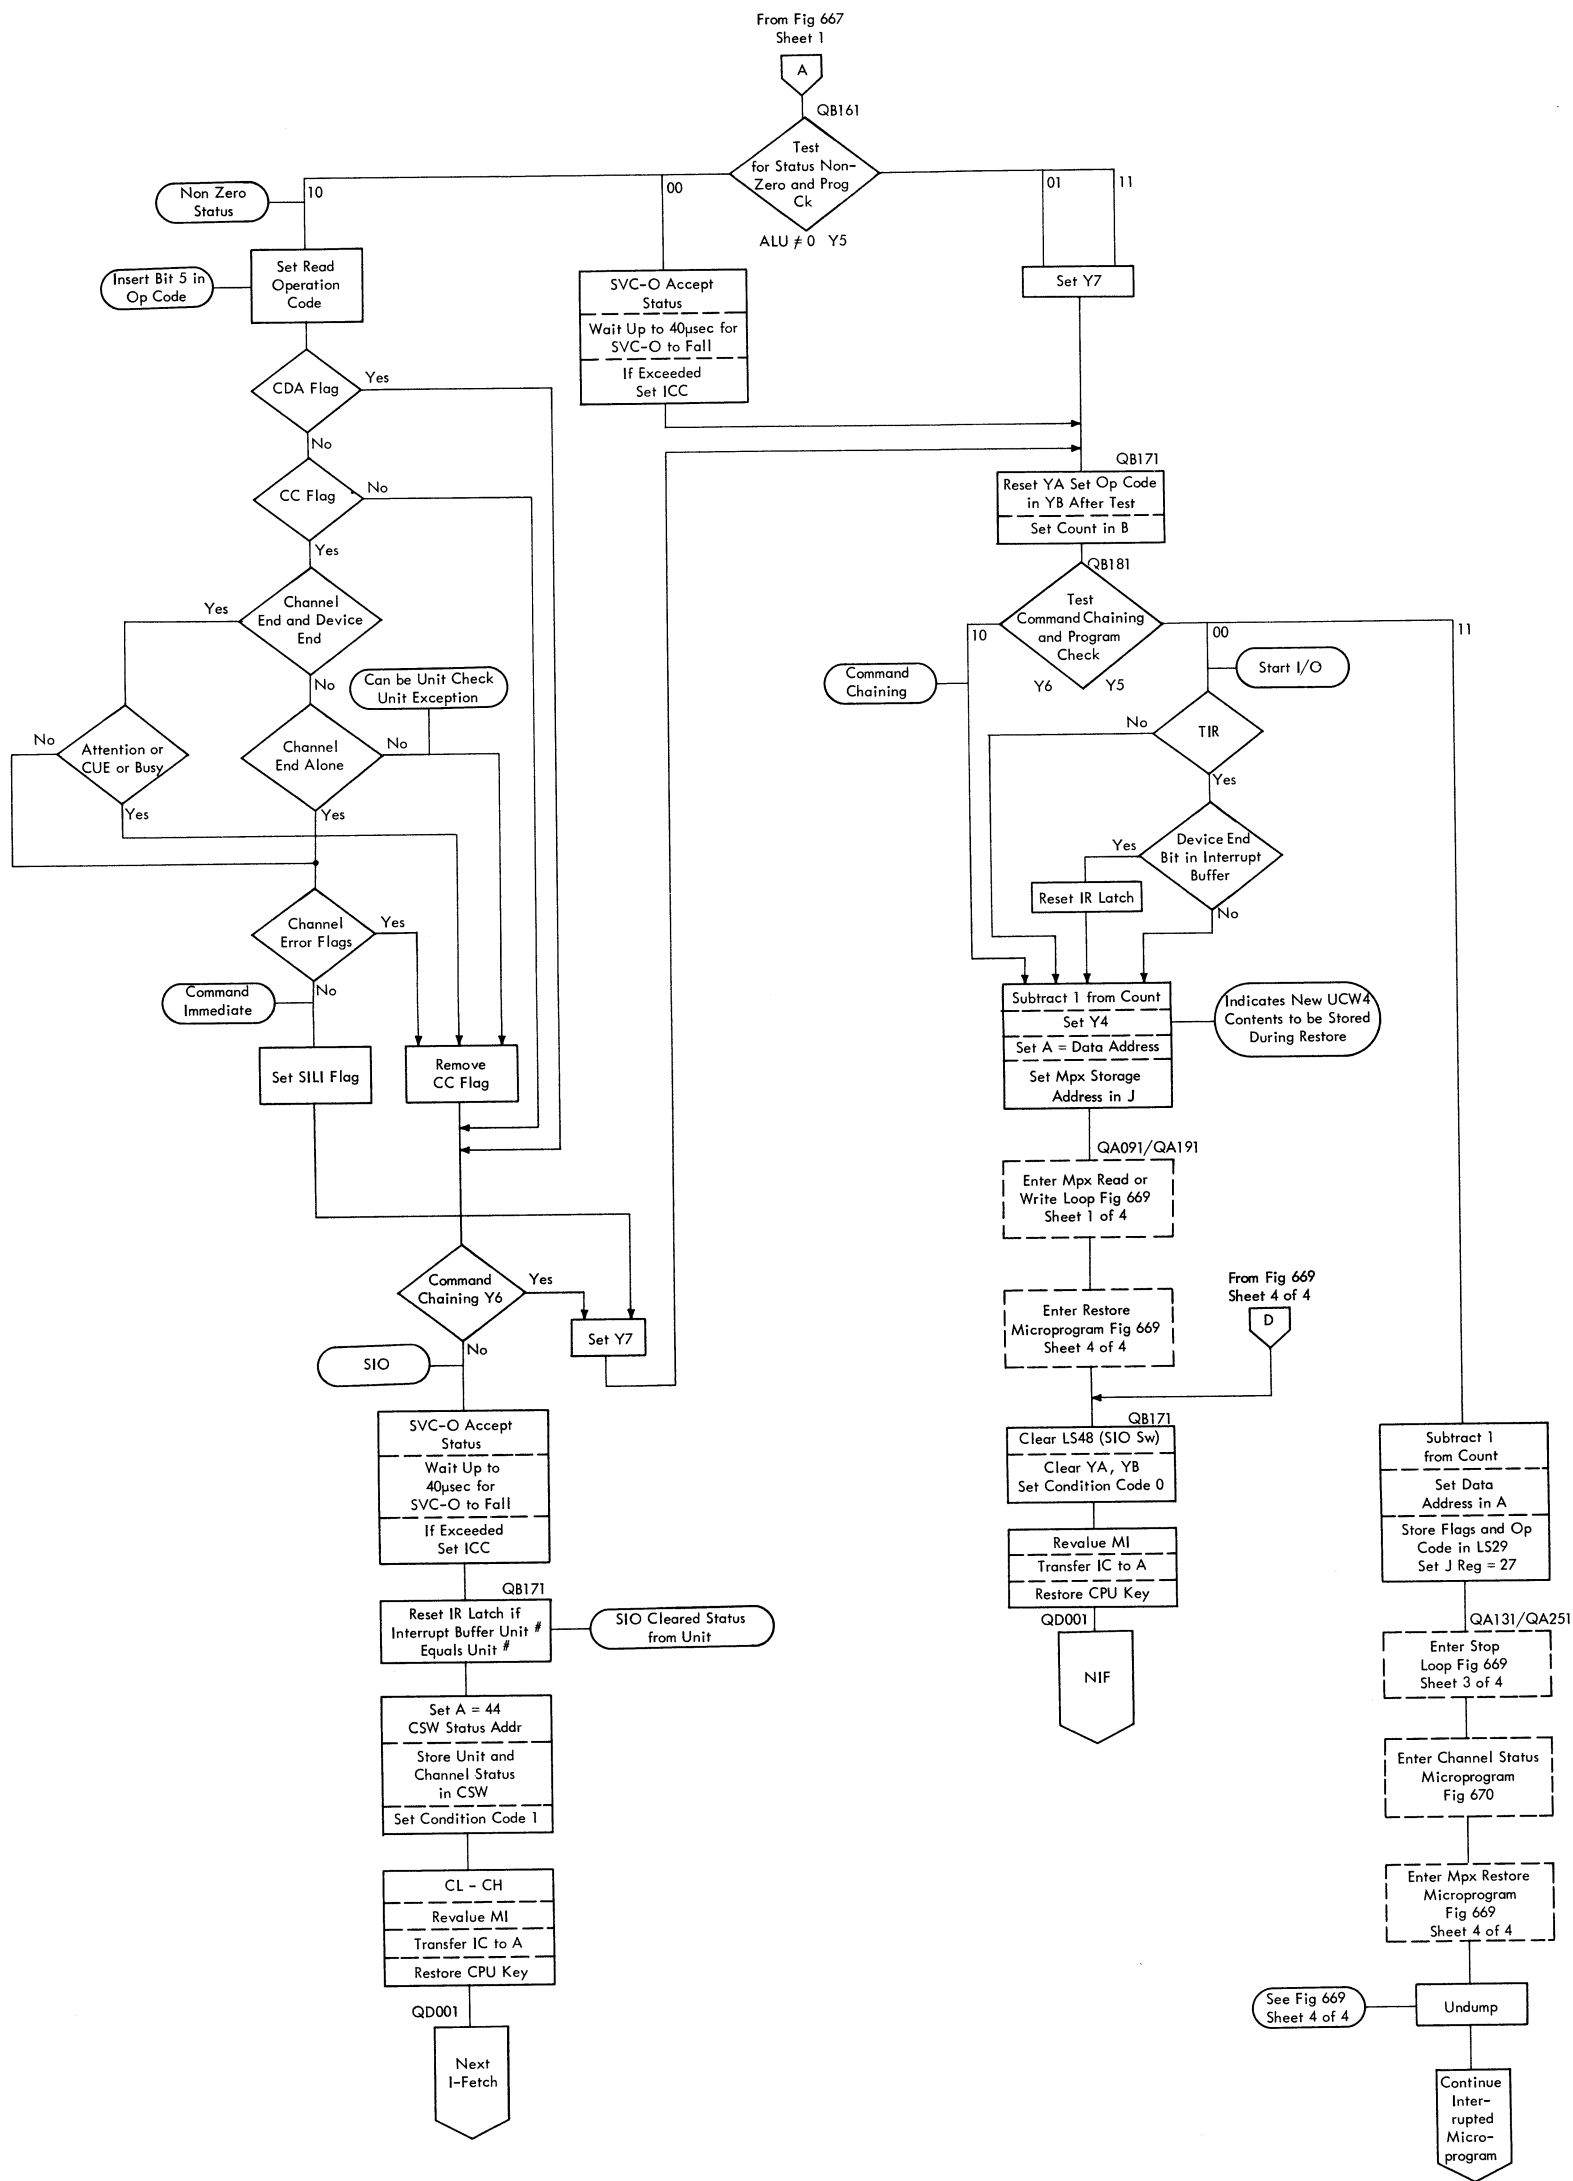 From Fig 667
Sheet 1
A
QB161
Test
for Status Non-
Zero and Prog
Ck
ALU ≠ 0 Y5
10
00
01
11
Non Zero
Status
Set Read
Operation
Code
Insert Bit 5 in
Op Code
SVC-O Accept
Status
Wait Up to 40μsec for
SVC-O to Fall
If Exceeded
Set ICC
Set Y7
CDA Flag
Yes
No
CC Flag
No
Yes
QB171
Reset YA Set Op Code
in YB After Test
Set Count in B
QB181
Test
Command Chaining
and Program
Check
Y6
Y5
10
00
11
Channel
End and Device
End
Yes
No
Can be Unit Check
Unit Exception
Command
Chaining
Start I/O
Attention or
CUE or Busy
No
Yes
Channel
End Alone
No
Yes
TIR
No
Yes
Device End
Bit in Interrupt
Buffer
Yes
No
Reset IR Latch
Channel
Error Flags
Yes
No
Command
Immediate
Set SILI Flag
Remove
CC Flag
Subtract 1 from Count
Set Y4
Set A = Data Address
Set Mpx Storage
Address in J
Indicates New UCW4
Contents to be Stored
During Restore
QA091/QA191
Enter Mpx Read or
Write Loop Fig 669
Sheet 1 of 4
Enter Restore
Microprogram Fig 669
Sheet 4 of 4
From Fig 669
Sheet 4 of 4
D
Command
Chaining Y6
Yes
No
Set Y7
SIO
SVC-O Accept
Status
Wait Up to
40μsec for
SVC-O to Fall
If Exceeded
Set ICC
QB171
Clear LS48 (SIO Sw)
Clear YA, YB
Set Condition Code 0
Revalue MI
Transfer IC to A
Restore CPU Key
QD001
NIF
Subtract 1
from Count
Set Data
Address in A
Store Flags and Op
Code in LS29
Set J Reg = 27
QA131/QA251
Enter Stop
Loop Fig 669
Sheet 3 of 4
Enter Channel Status
Microprogram
Fig 670
Enter Mpx Restore
Microprogram
Fig 669
Sheet 4 of 4
See Fig 669
Sheet 4 of 4
Undump
Continue
Inter-
rupted
Micro-
program
QB171
Reset IR Latch if
Interrupt Buffer Unit #
Equals Unit #
SIO Cleared Status
from Unit
Set A = 44
CSW Status Addr
Store Unit and
Channel Status
in CSW
Set Condition Code 1
CL - CH
Revalue MI
Transfer IC to A
Restore CPU Key
QD001
Next
I-Fetch